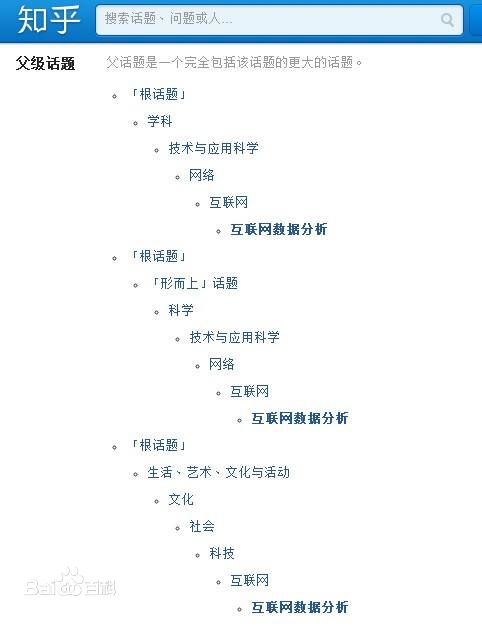 知乎
搜索话题、问题或人...
父级话题
父话题是一个完全包括该话题的更大的话题。
「根话题」
学科
技术与应用科学
网络
互联网
互联网数据分析
「根话题」
「形而上」话题
科学
技术与应用科学
网络
互联网
互联网数据分析
「根话题」
生活、艺术、文化与活动
文化
社会
科技
互联网
互联网数据分析
Baidu百科